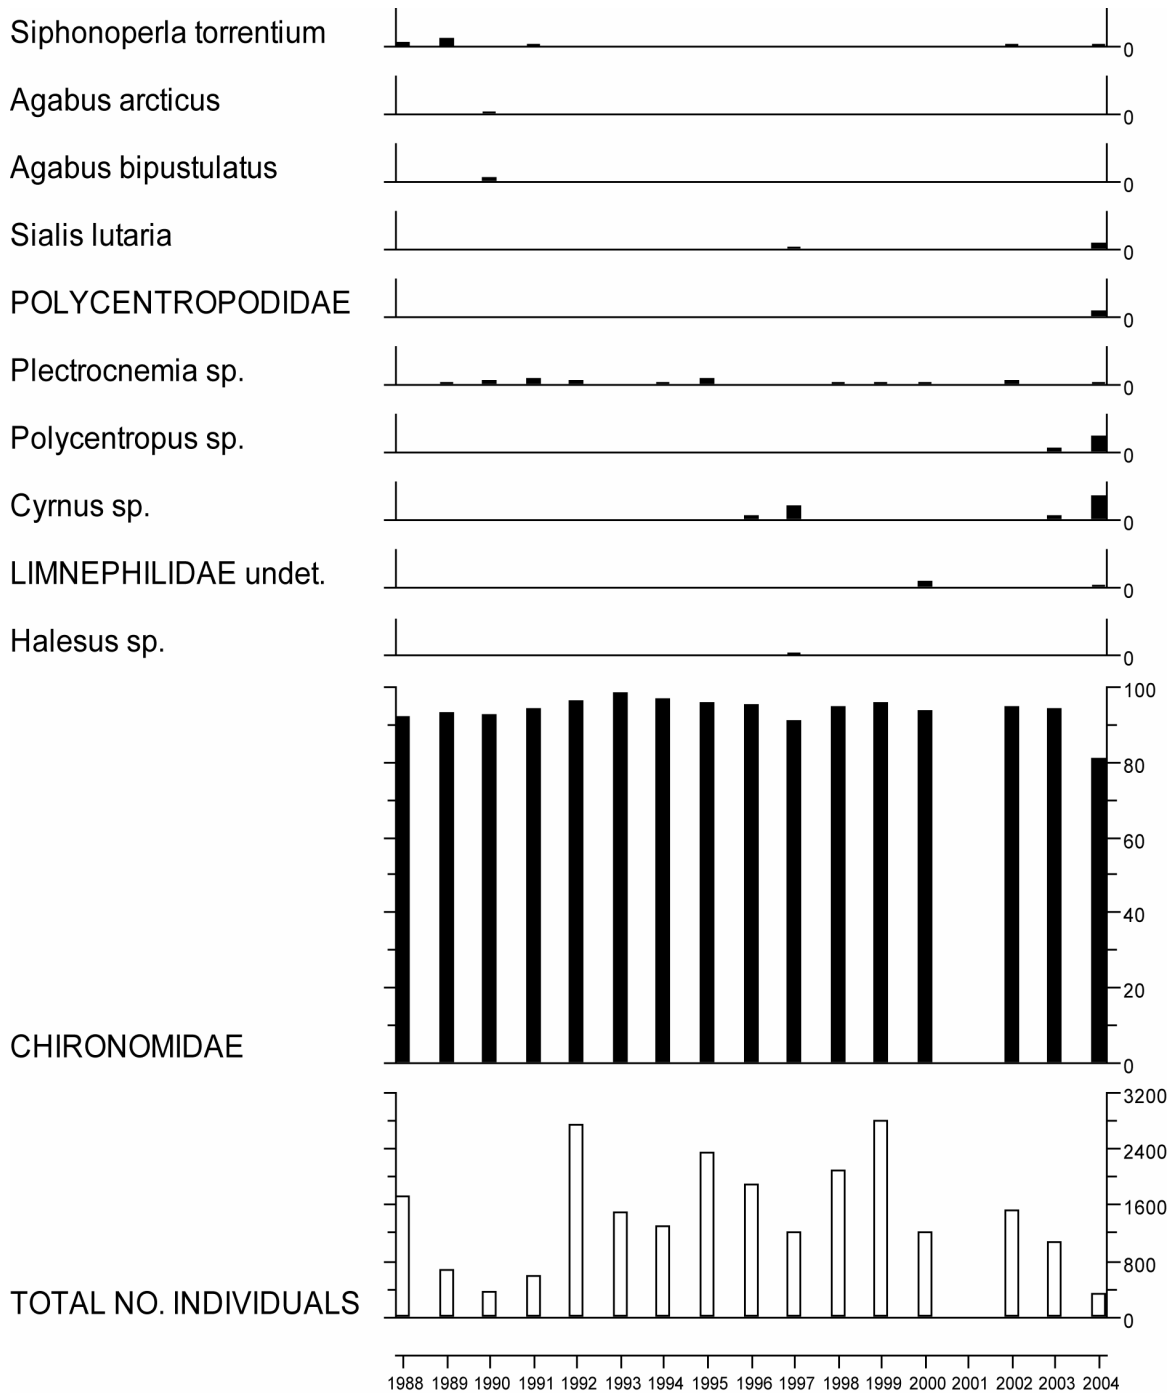 Siphonoperla torrentium
0
Agabus arcticus
0
Agabus bipustulatus
0
Sialis lutaria
0
POLYCENTROPODIDAE
0
Plectrocnemia sp.
0
Polycentropus sp.
0
Cyrnus sp.
0
LIMNEPHILIDAE undet.
0
Halesus sp.
0
100
80
60
40
20
CHIRONOMIDAE
0
3200
2400
1600
800
TOTAL NO. INDIVIDUALS
0
1988 1989 1990 1991 1992 1993 1994 1995 1996 1997 1998 1999 2000 2001 2002 2003 2004